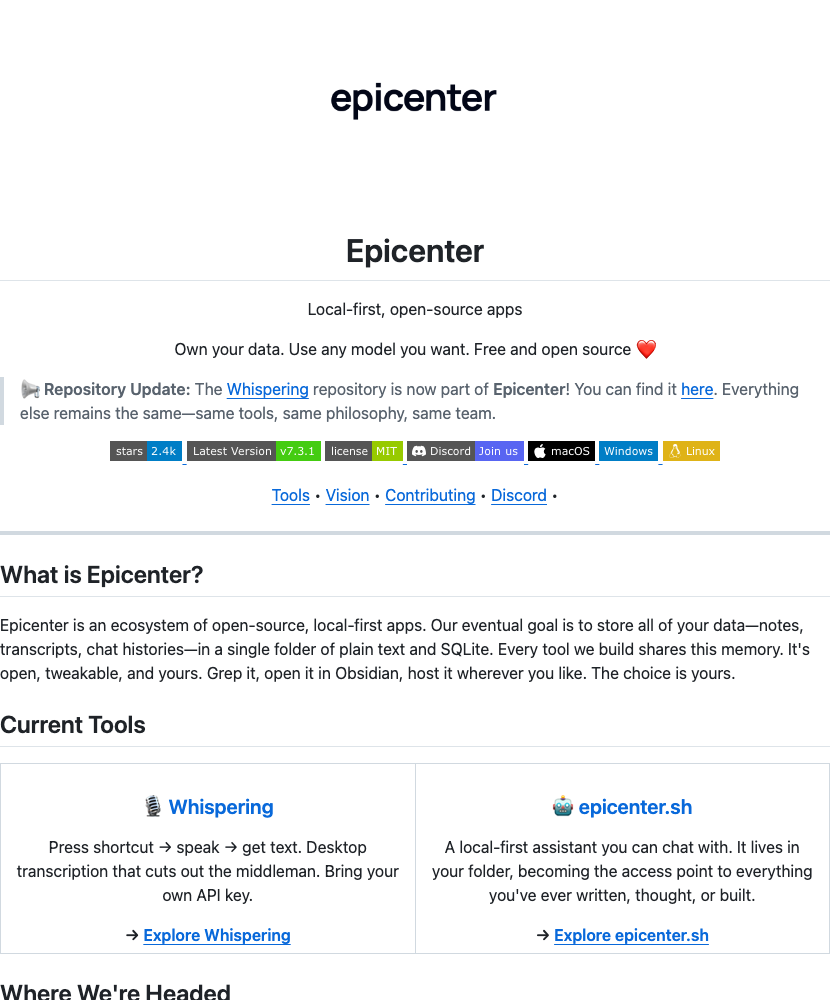 epicenter
Epicenter
Local-first, open-source apps
Own your data. Use any model you want. Free and open source ❤️
📢 Repository Update: The Whispering repository is now part of Epicenter! You can find it here. Everything
else remains the same—same tools, same philosophy, same team.
stars 2.4k Latest Version v7.3.1 license MIT Discord Join us macOS Windows Linux
Tools • Vision • Contributing • Discord •
What is Epicenter?
Epicenter is an ecosystem of open-source, local-first apps. Our eventual goal is to store all of your data—notes,
transcripts, chat histories—in a single folder of plain text and SQLite. Every tool we build shares this memory. It's
open, tweakable, and yours. Grep it, open it in Obsidian, host it wherever you like. The choice is yours.
Current Tools
🎙️ Whispering
Press shortcut → speak → get text. Desktop
transcription that cuts out the middleman. Bring your
own API key.
→ Explore Whispering
🤖 epicenter.sh
A local-first assistant you can chat with. It lives in
your folder, becoming the access point to everything
you've ever written, thought, or built.
→ Explore epicenter.sh
Where We're Headed